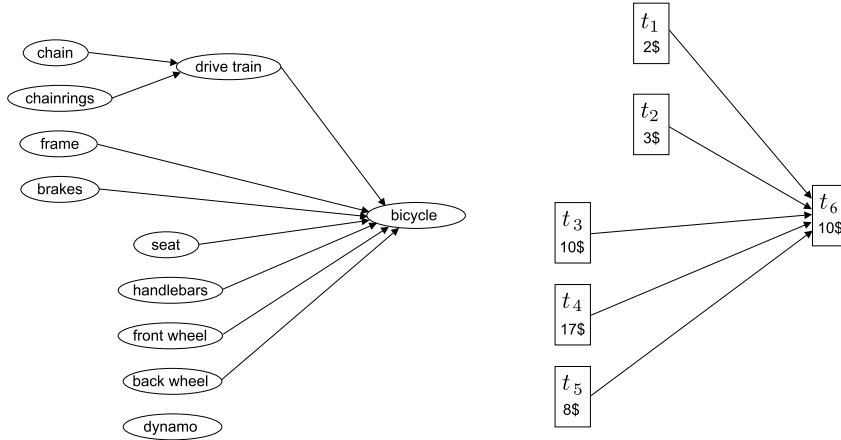 chain
drive train
chainrings
frame
brakes
bicycle
seat
handlebars
front wheel
back wheel
dynamo
t₁
2$
t₂
3$
t₃
10$
t₄
17$
t₅
8$
t₆
10$